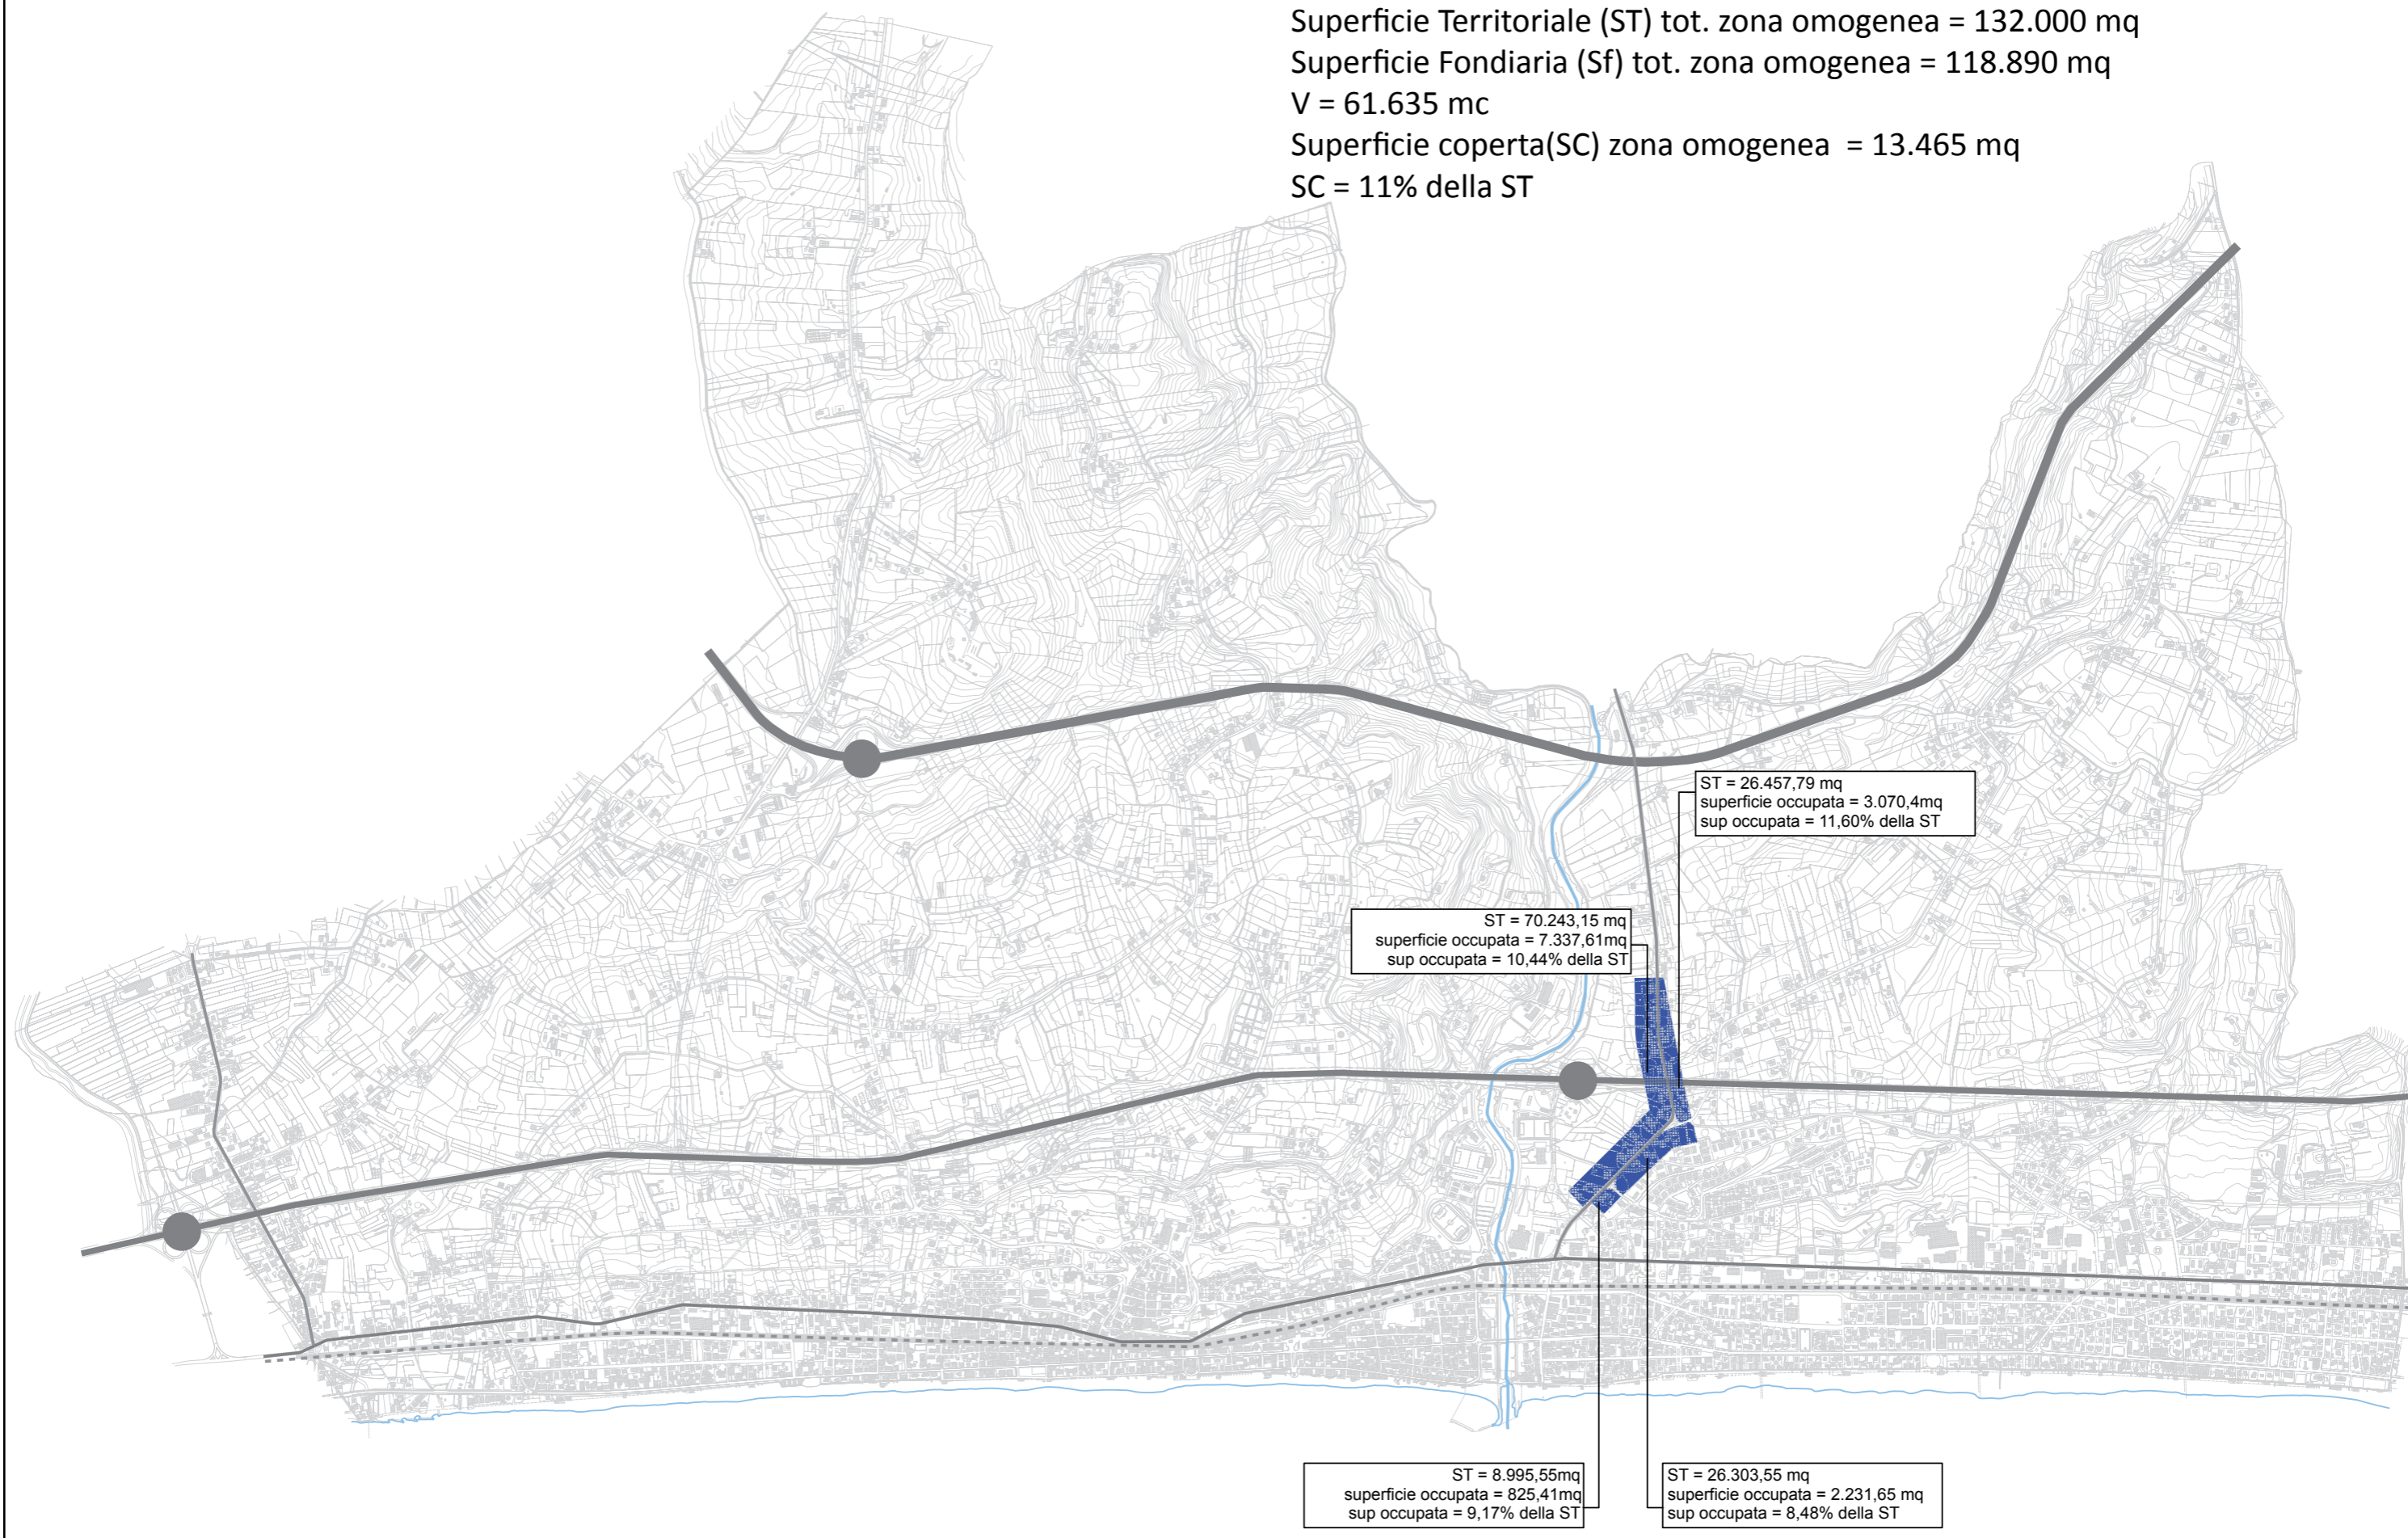 Superficie Territoriale (ST) tot. zona omogenea = 132.000 mq
Superficie Fondiaria (Sf) tot. zona omogenea = 118.890 mq
V = 61.635 mc
Superficie coperta(SC) zona omogenea  = 13.465 mq
SC = 11% della ST
ST = 26.457,79 mq
superficie occupata = 3.070,4mq
sup occupata = 11,60% della ST
ST = 70.243,15 mq
superficie occupata = 7.337,61mq
sup occupata = 10,44% della ST
ST = 8.995,55mq
superficie occupata = 825,41mq
sup occupata = 9,17% della ST
ST = 26.303,55 mq
superficie occupata = 2.231,65 mq
sup occupata = 8,48% della ST